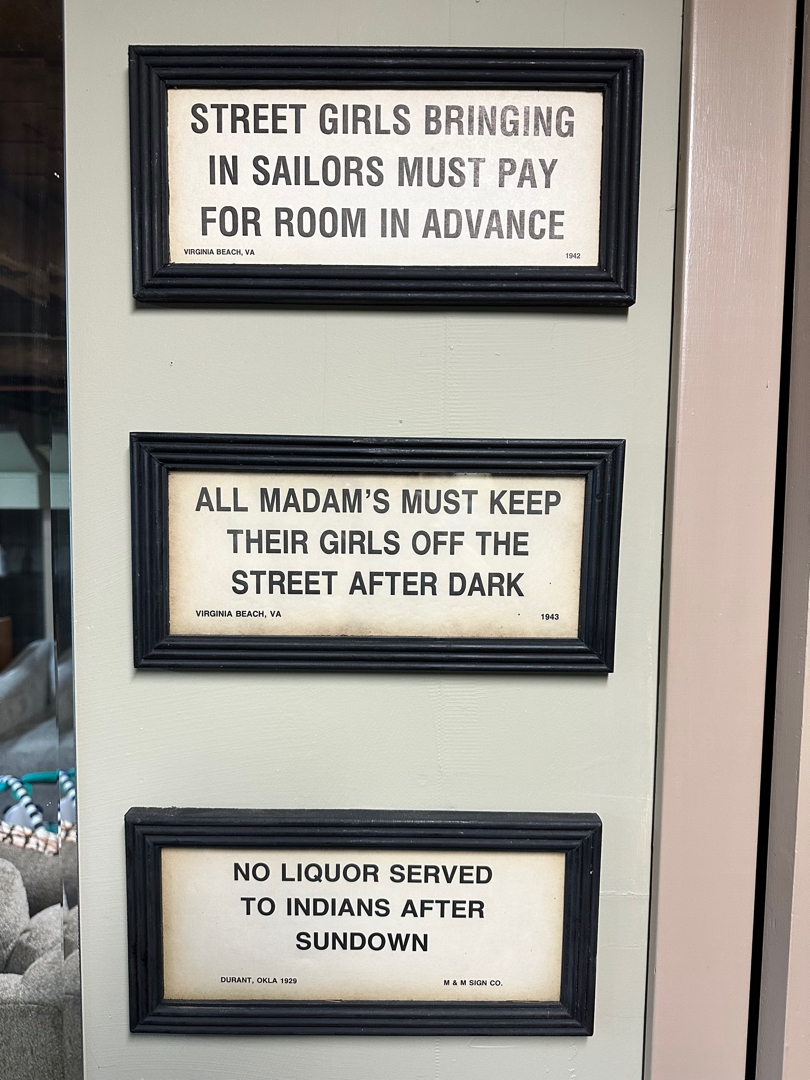 STREET GIRLS BRINGING
IN SAILORS MUST PAY
FOR ROOM IN ADVANCE
VIRGINIA BEACH, VA 1942
ALL MADAM'S MUST KEEP
THEIR GIRLS OFF THE
STREET AFTER DARK
VIRGINIA BEACH, VA 1943
NO LIQUOR SERVED
TO INDIANS AFTER
SUNDOWN
DURANT, OKLA 1929 M & M SIGN CO.